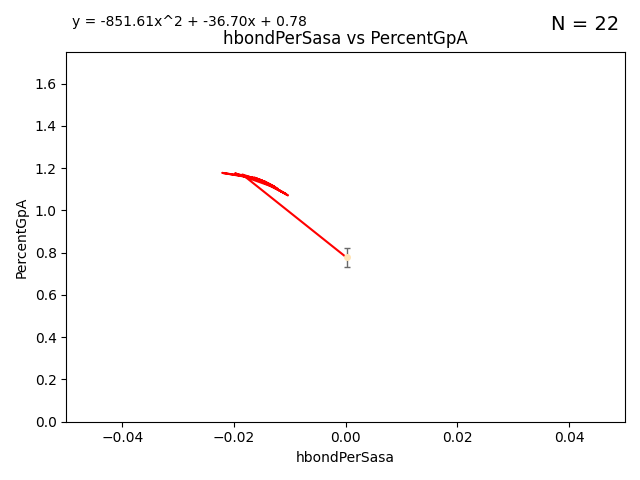 y = -851.61x^2 + -36.70x + 0.78
N = 22
hbondPerSasa vs PercentGpA
1.6
1.4
1.2
1.0
0.8
0.6
0.4
0.2
0.0
PercentGpA
−0.04 −0.02 0.00 0.02 0.04
hbondPerSasa